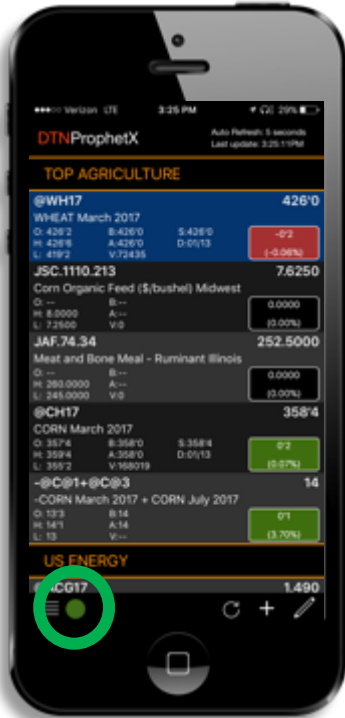 Verizon LTE 3:25 PM 29%
DTNProphetX
Auto Refresh: 5 seconds
Last update: 3:25:11PM
TOP AGRICULTURE
@WH17 426'0
WHEAT March 2017
O: 426'2 B:426'0 S:426'0 -0'2
H: 426'6 A:426'0 D:01/13
L: 419'2 V:72435 (-0.06%)
JSC.1110.213 7.6250
Corn Organic Feed ($/bushel) Midwest
O: -- B:-- 0.0000
H: 8.0000 A:--
L: 7.2500 V:0 (0.00%)
JAF.74.34 252.5000
Meat and Bone Meal - Ruminant Illinois
O: -- B:-- 0.0000
H: 260.0000 A:--
L: 245.0000 V:0 (0.00%)
@CH17 358'4
CORN March 2017
O: 357'4 B:358'0 S:358'4 0'2
H: 359'4 A:358'0 D:01/13
L: 355'2 V:168019 (0.07%)
-@C@1+@C@3 14
-CORN March 2017 + CORN July 2017
O: 13'3 B:14 0'1
H: 14'1 A:14
L: 13 V:-- (3.70%)
US ENERGY
CG17 1.490